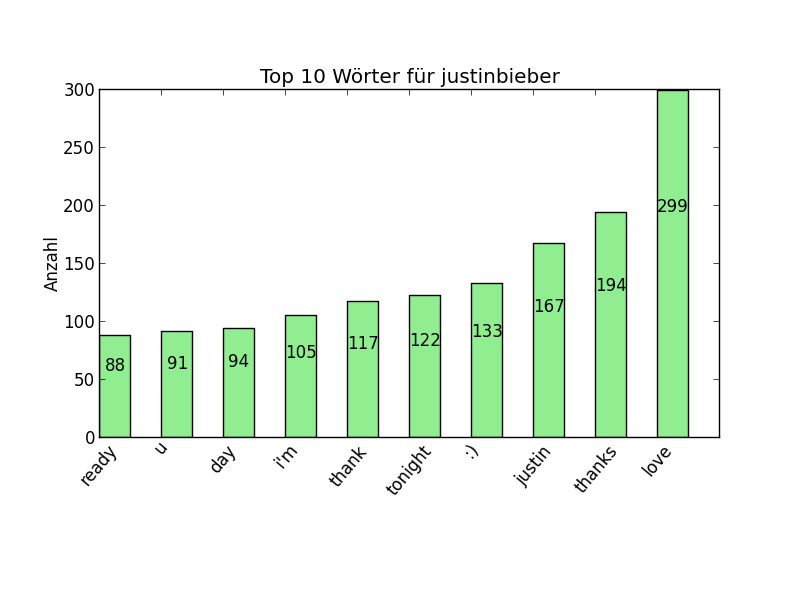 Top 10 Wörter für justinbieber
300
250
200
150
100
50
0
Anzahl
88
91
94
105
117
122
133
167
194
299
ready
u
day
i'm
thank
tonight
:)
justin
thanks
love